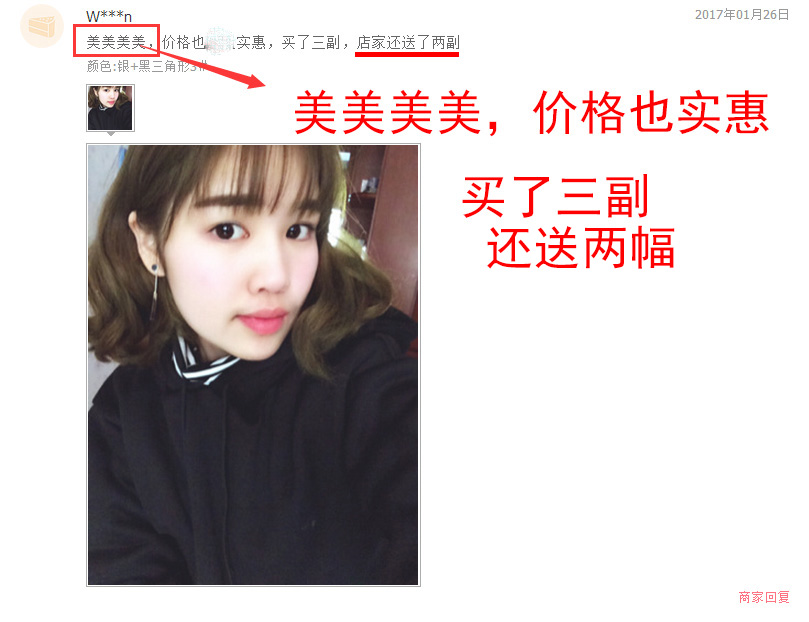 W***n
2017年01月26日
美美美美，价格也 实惠，买了三副，店家还送了两副
颜色:银+黑三角形3#
美美美美，价格也实惠
买了三副
还送两幅
商家回复